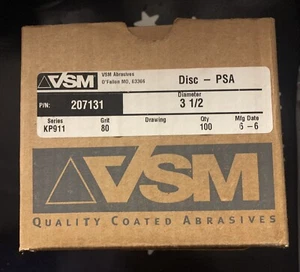 VSM
VSM Abrasives
O'Fallon MO, 63366
Disc - PSA
P/N:
207131
Diameter
3 1/2
Series
Grit
Drawing
Qty
Mfg Date
KP911
80
100
6-6
VSM
QUALITY COATED ABRASIVES